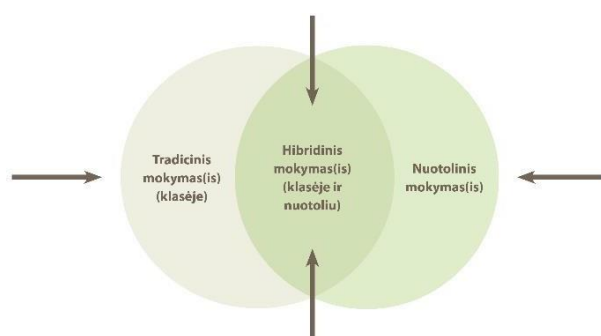 Tradicinis
mokymas(is)
(klasėje)
Hibridinis
mokymas(is)
(klasėje ir
nuotoliu)
Nuotolinis
mokymas(is)